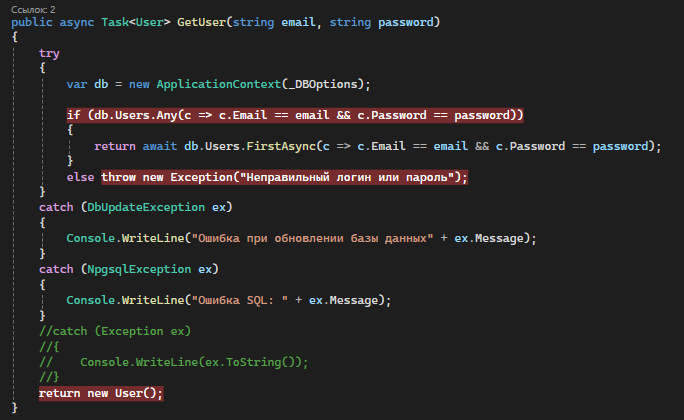 Ссылок: 2
public async Task<User> GetUser(string email, string password)
{
try
{
var db = new ApplicationContext(_DBOptions);
if (db.Users.Any(c => c.Email == email && c.Password == password))
{
return await db.Users.FirstAsync(c => c.Email == email && c.Password == password);
}
else throw new Exception("Неправильный логин или пароль");
}
catch (DbUpdateException ex)
{
Console.WriteLine("Ошибка при обновлении базы данных" + ex.Message);
}
catch (NpgsqlException ex)
{
Console.WriteLine("Ошибка SQL: " + ex.Message);
}
//catch (Exception ex)
//{
//    Console.WriteLine(ex.ToString());
//}
return new User();
}